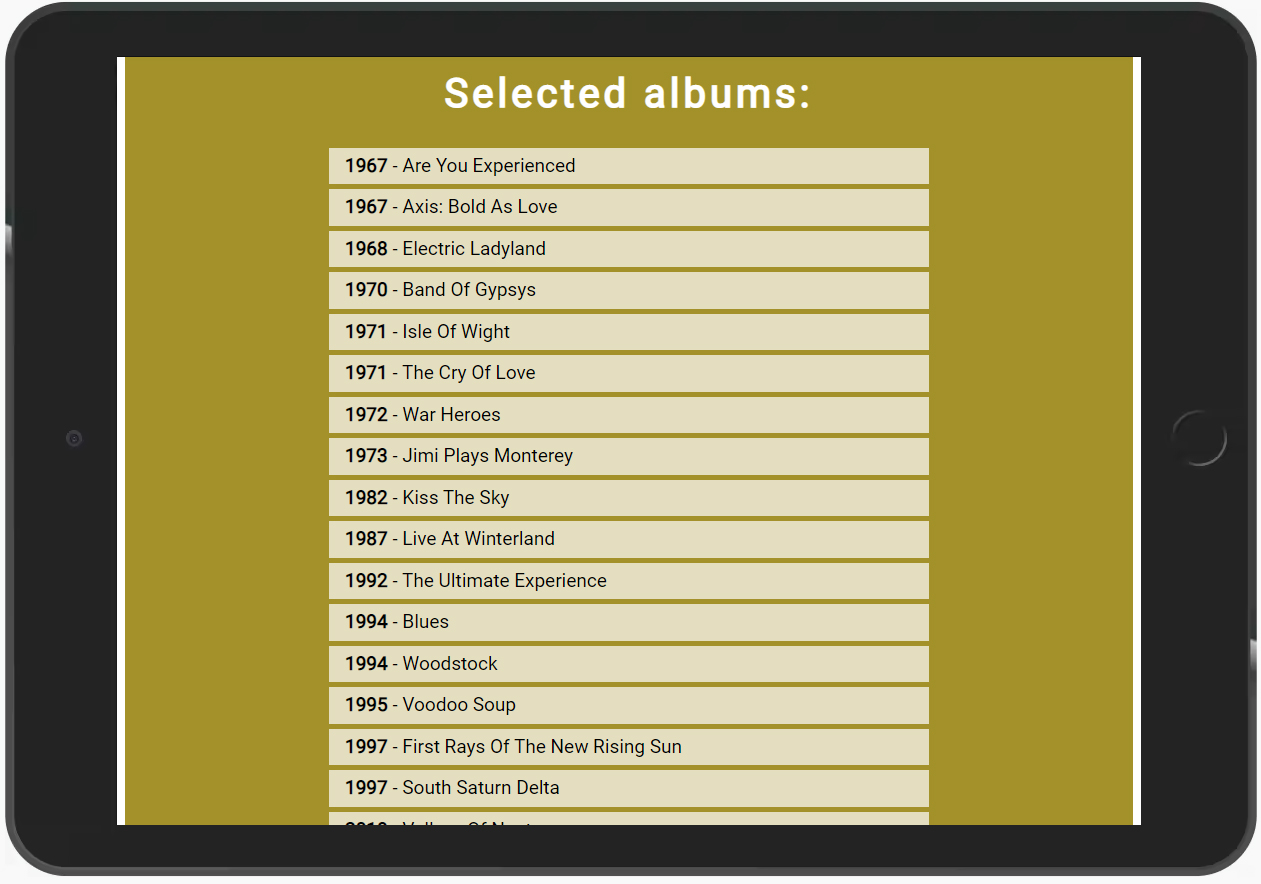 Selected albums:
1967 - Are You Experienced
1967 - Axis: Bold As Love
1968 - Electric Ladyland
1970 - Band Of Gypsys
1971 - Isle Of Wight
1971 - The Cry Of Love
1972 - War Heroes
1973 - Jimi Plays Monterey
1982 - Kiss The Sky
1987 - Live At Winterland
1992 - The Ultimate Experience
1994 - Blues
1994 - Woodstock
1995 - Voodoo Soup
1997 - First Rays Of The New Rising Sun
1997 - South Saturn Delta